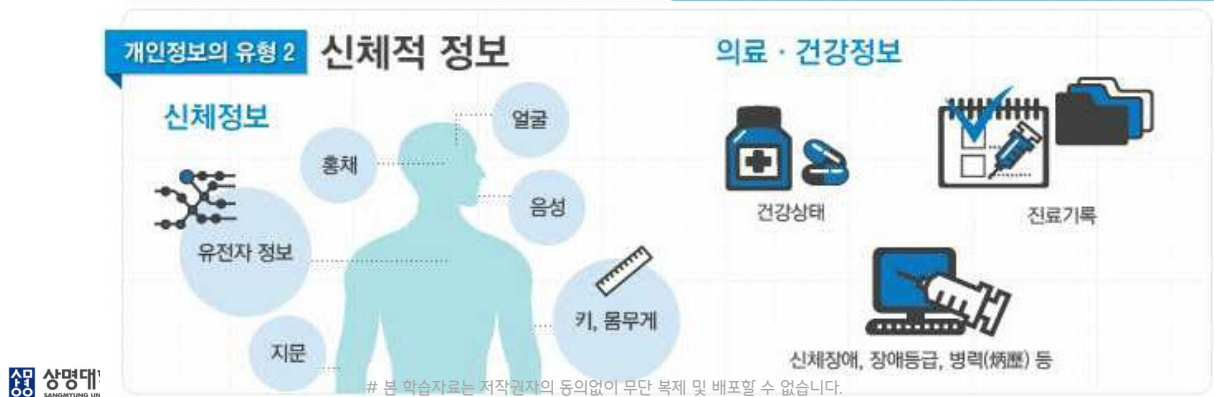 개인정보의 유형 2
신체적 정보
신체정보
얼굴
홍채
음성
유전자 정보
키, 몸무게
지문
의료 · 건강정보
건강상태
진료기록
신체장애, 장애등급, 병력(炳歷) 등
상명대
SANGMYUNG UN
# 본 학습자료는 저작권자의 동의없이 무단 복제 및 배포할 수 없습니다.